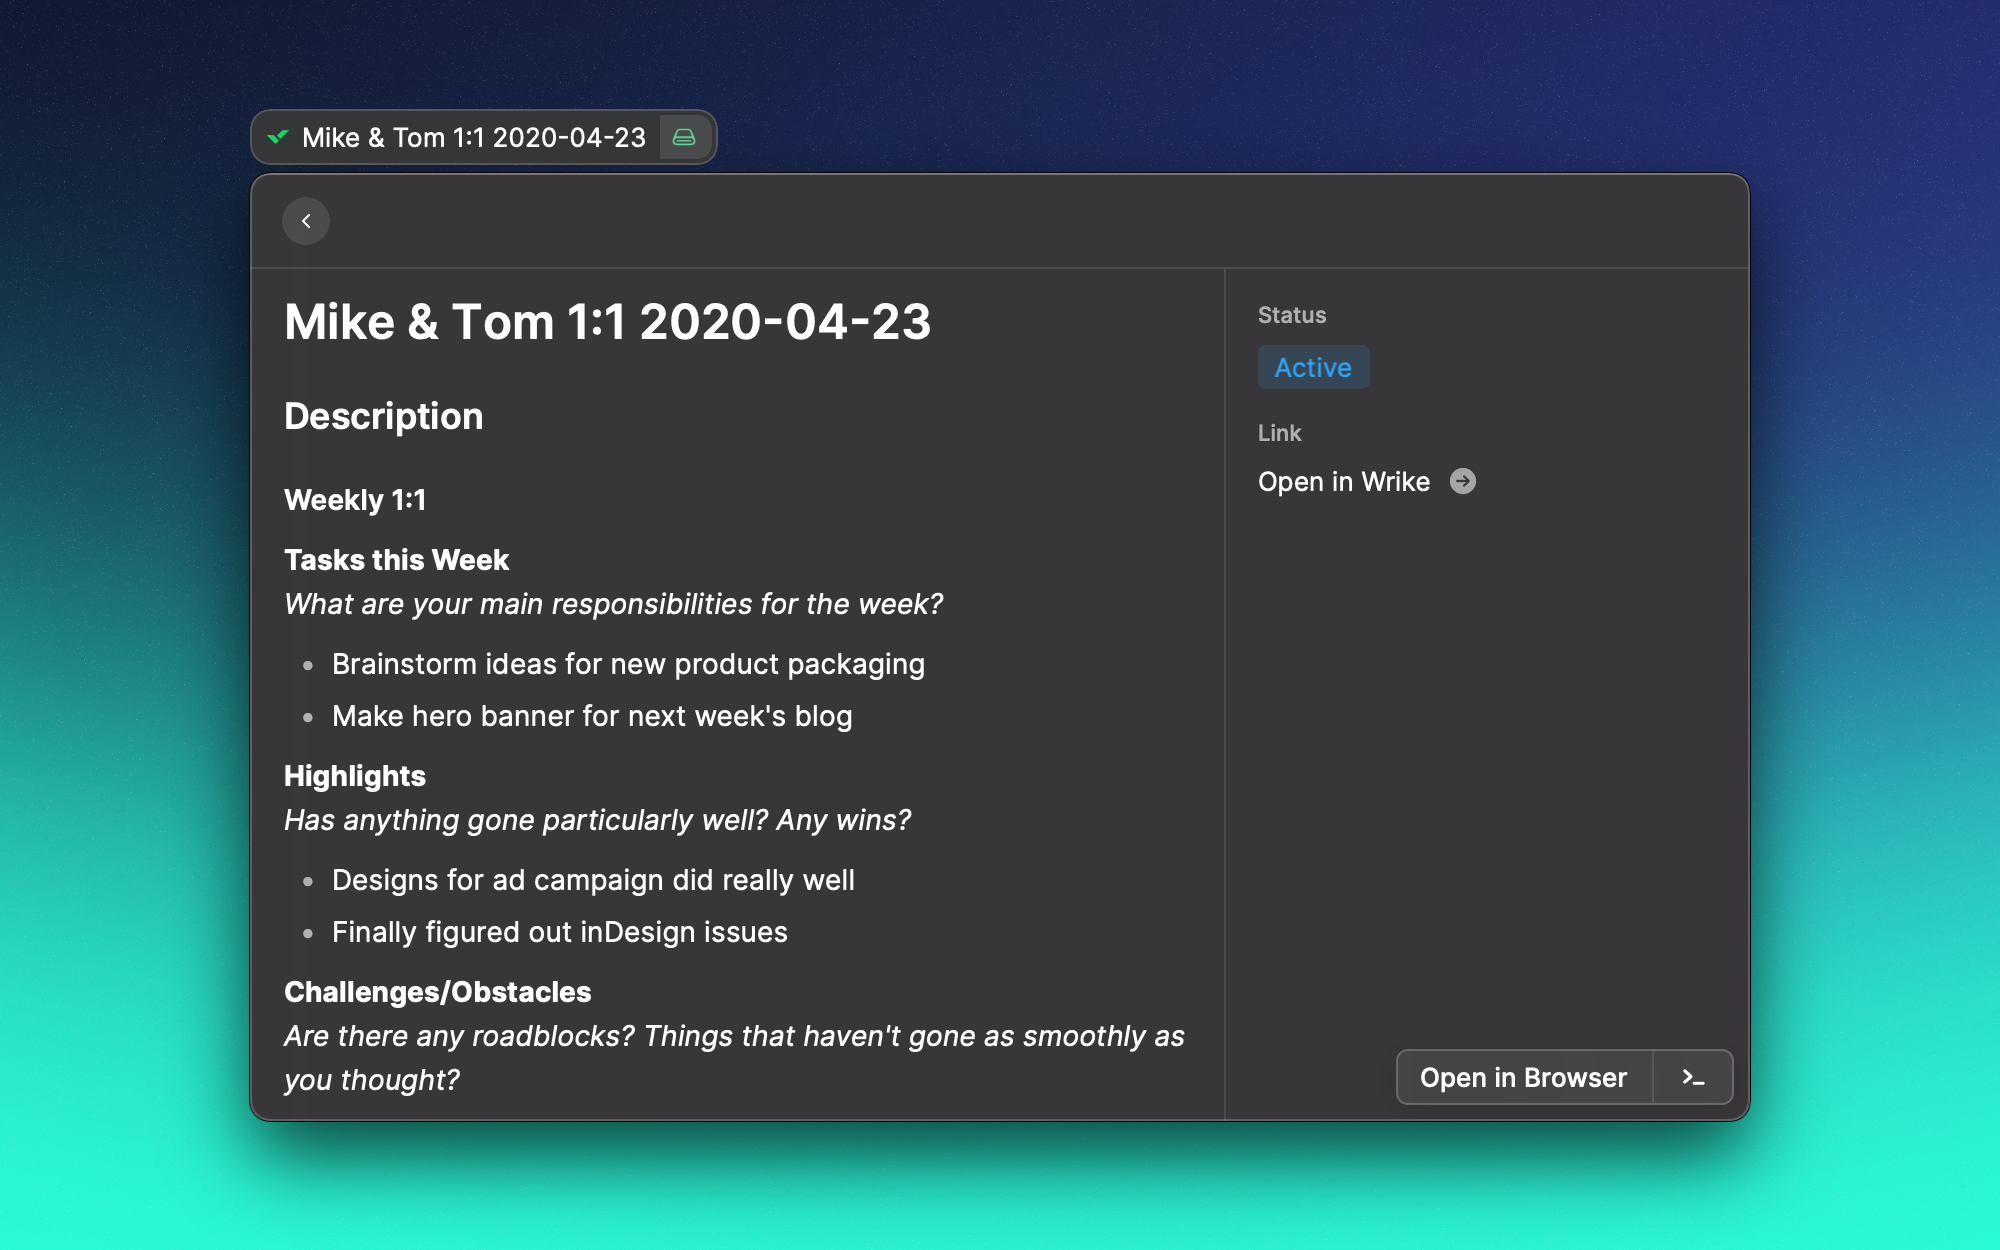 Mike & Tom 1:1 2020-04-23
Mike & Tom 1:1 2020-04-23
Description
Weekly 1:1
Tasks this Week
What are your main responsibilities for the week?
Brainstorm ideas for new product packaging
Make hero banner for next week's blog
Highlights
Has anything gone particularly well? Any wins?
Designs for ad campaign did really well
Finally figured out inDesign issues
Challenges/Obstacles
Are there any roadblocks? Things that haven't gone as smoothly as
you thought?
Status
Active
Link
Open in Wrike
Open in Browser